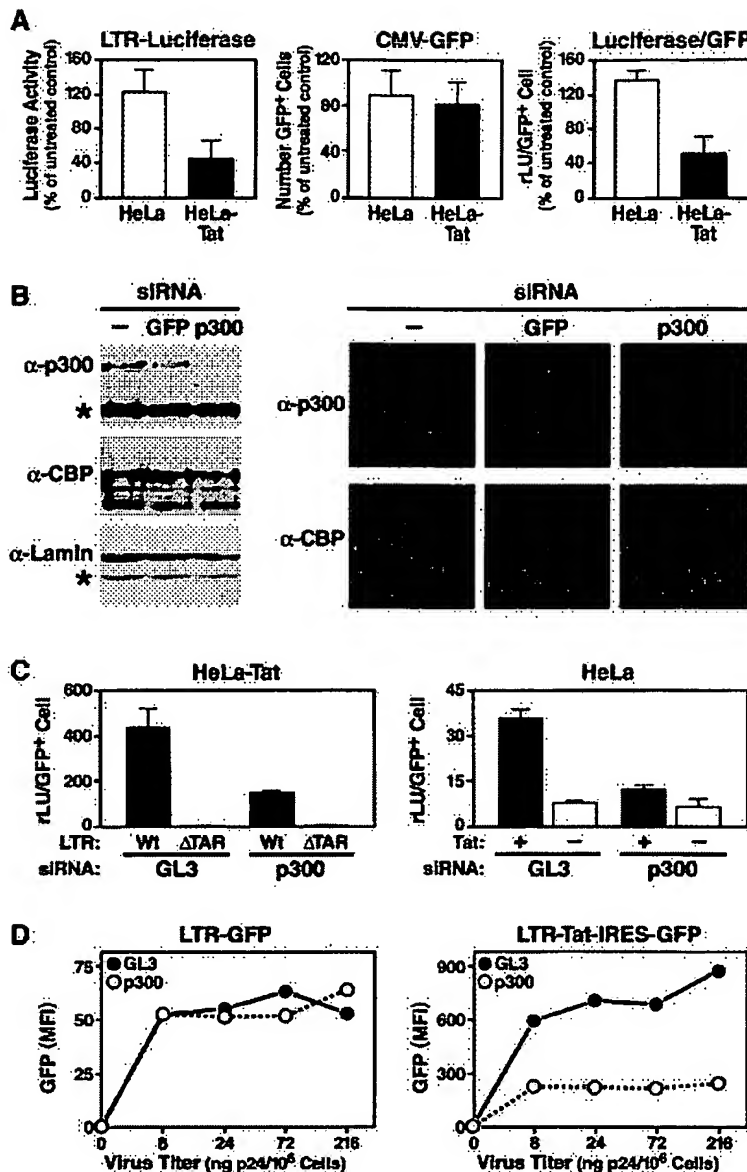 A
LTR-Luciferase
CMV-GFP
Luciferase/GFP
Luciferase Activity
(% of untreated control)
160
120
80
40
0
HeLa
HeLa-
Tat
Number GFP+ Cells
(% of untreated control)
120
80
40
0
HeLa
HeLa-
Tat
rLU/GFP+ Cell
(% of untreated control)
160
120
80
40
0
HeLa
HeLa-
Tat
B
siRNA
– GFP p300
α-p300
*
α-CBP
α-Lamin
*
siRNA
– GFP p300
α-p300
α-CBP
C
HeLa-Tat
rLU/GFP+ Cell
600
400
200
0
LTR: Wt ΔTAR Wt ΔTAR
siRNA: GL3 p300
HeLa
rLU/GFP+ Cell
45
30
15
0
Tat: + – + –
siRNA: GL3 p300
D
LTR-GFP
GL3
p300
GFP (MFI)
75
50
25
0
0 8 24 72 216
Virus Titer (ng p24/10⁶ Cells)
LTR-Tat-IRES-GFP
GL3
p300
GFP (MFI)
900
600
300
0
0 8 24 72 216
Virus Titer (ng p24/10⁶ Cells)